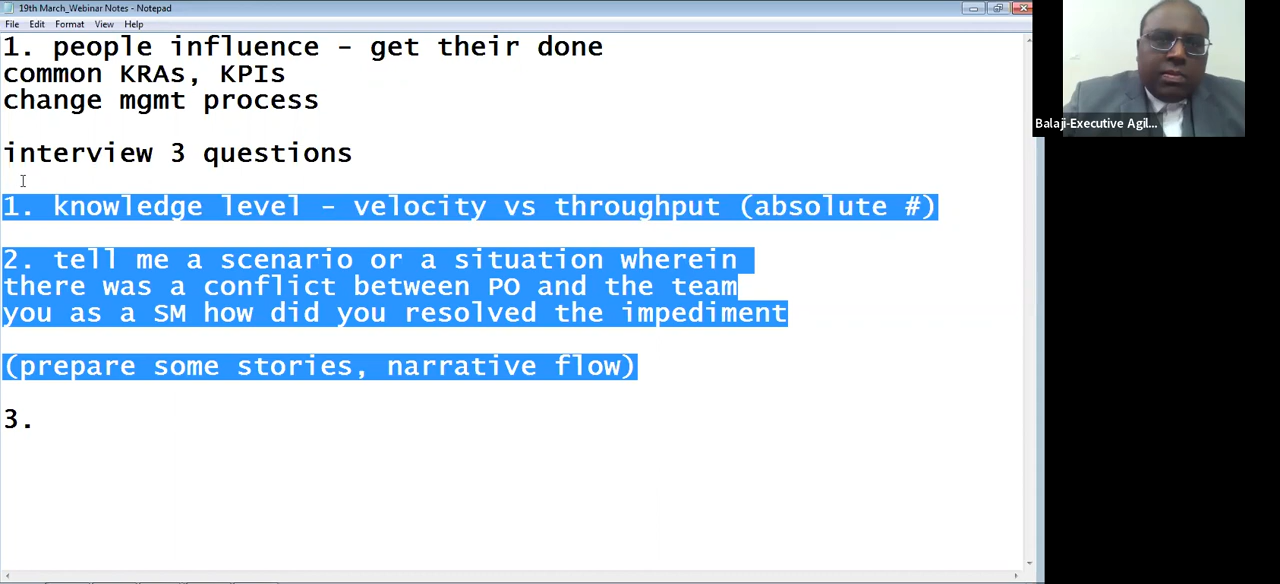 19th March_Webinar Notes - Notepad
File Edit Format View Help
1. people influence - get their done
common KRAs, KPIs
change mgmt process
interview 3 questions
1. knowledge level - velocity vs throughput (absolute #)
2. tell me a scenario or a situation wherein
there was a conflict between PO and the team
you as a SM how did you resolved the impediment
(prepare some stories, narrative flow)
3.
Balaji-Executive Agil...